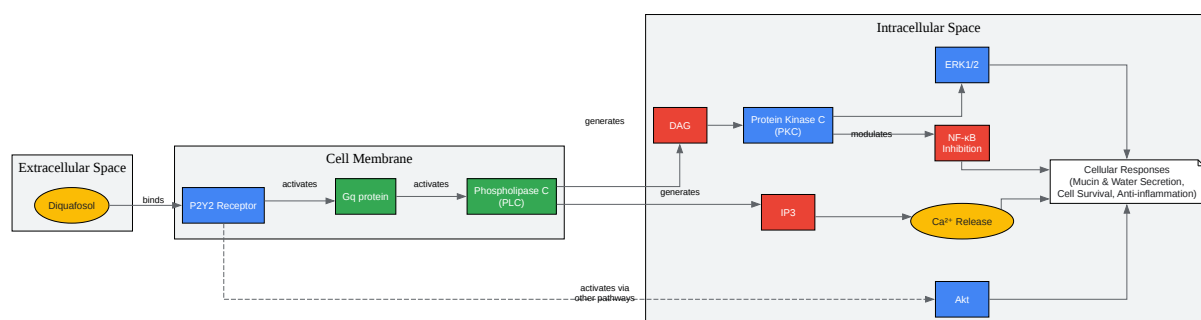 Extracellular Space
Diquafosol
binds
Cell Membrane
P2Y2 Receptor
activates
Gq protein
activates
Phospholipase C
(PLC)
generates
generates
activates via
other pathways
Intracellular Space
DAG
Protein Kinase C
(PKC)
modulates
ERK1/2
NF-κB
Inhibition
IP3
Ca²⁺ Release
Akt
Cellular Responses
(Mucin & Water Secretion,
Cell Survival, Anti-inflammation)